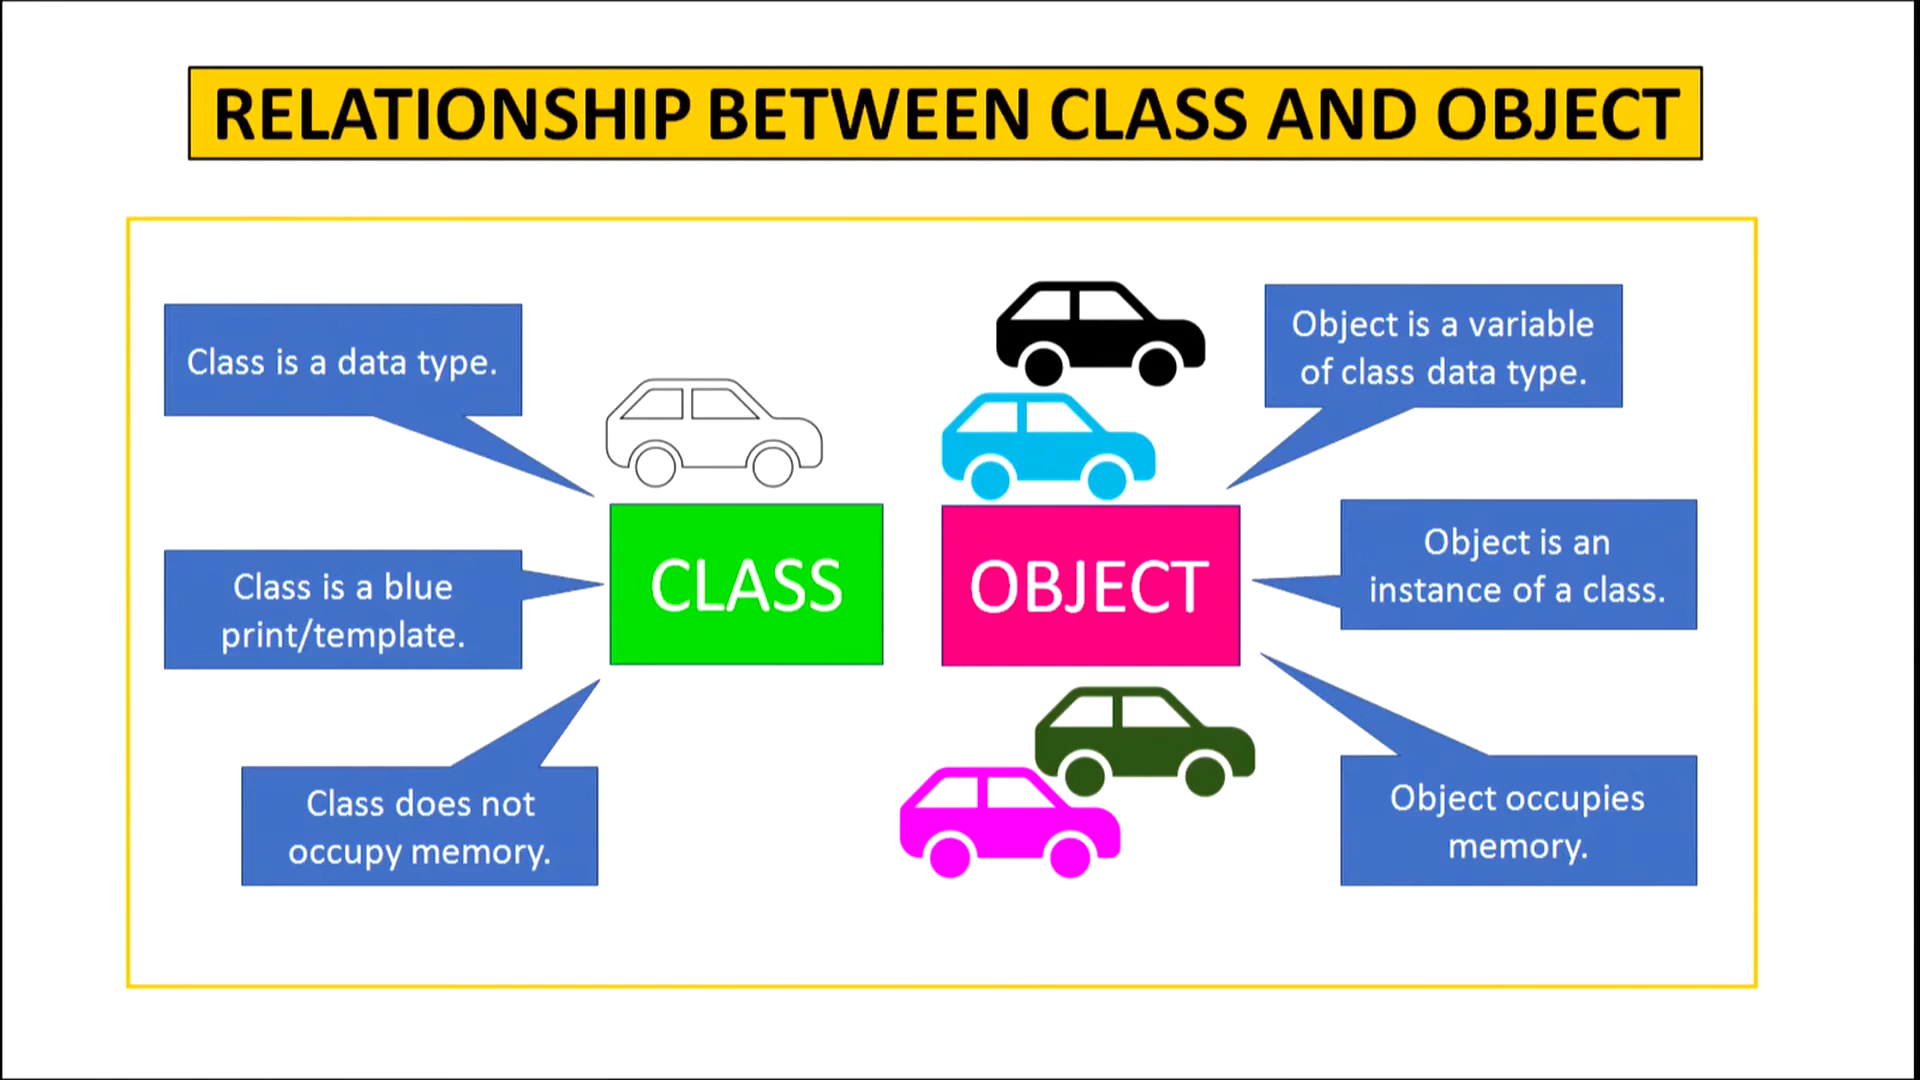 RELATIONSHIP BETWEEN CLASS AND OBJECT
Class is a data type.
Class is a blue
print/template.
Class does not
occupy memory.
CLASS
OBJECT
Object is a variable
of class data type.
Object is an
instance of a class.
Object occupies
memory.